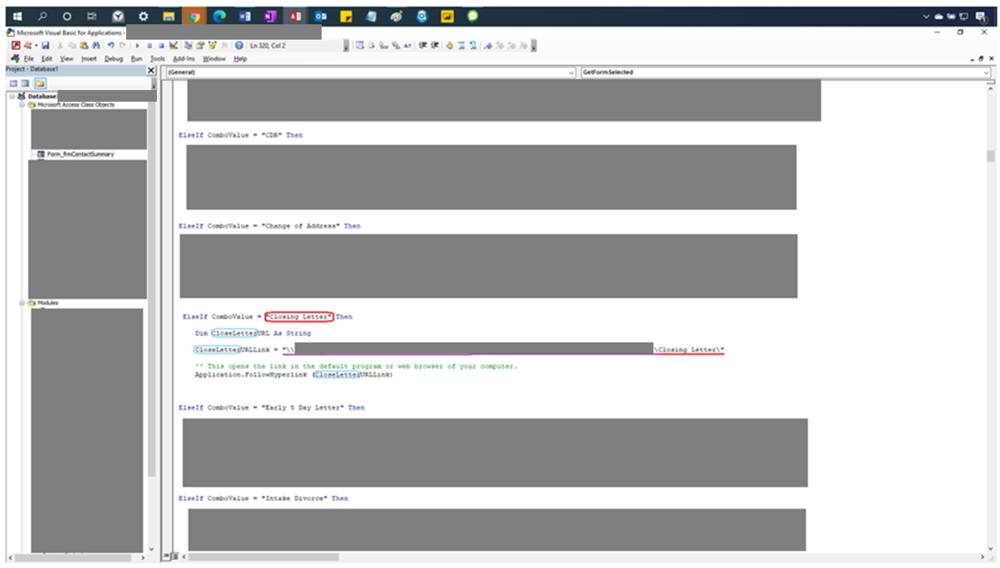 Microsoft Visual Basic for Applications -
Ln 320, Col 2
File Edit View Insert Debug Run Tools Add-Ins Window Help
Project - Database1
(General)
GetFormSelected
Database
Microsoft Access Class Objects
Form_frmContactSummary
Modules
ElseIf ComboValue = "CDR" Then
ElseIf ComboValue = "Change of Address" Then
ElseIf ComboValue = "Closing Letter" Then
Dim CloseLetterURL As String
CloseLetterURLLink = "\\ \Closing Letter\"
'' This opens the link in the default program or web browser of your computer.
Application.FollowHyperlink (CloseLetterURLLink)
ElseIf ComboValue = "Early 5 Day Letter" Then
ElseIf ComboValue = "Intake Divorce" Then